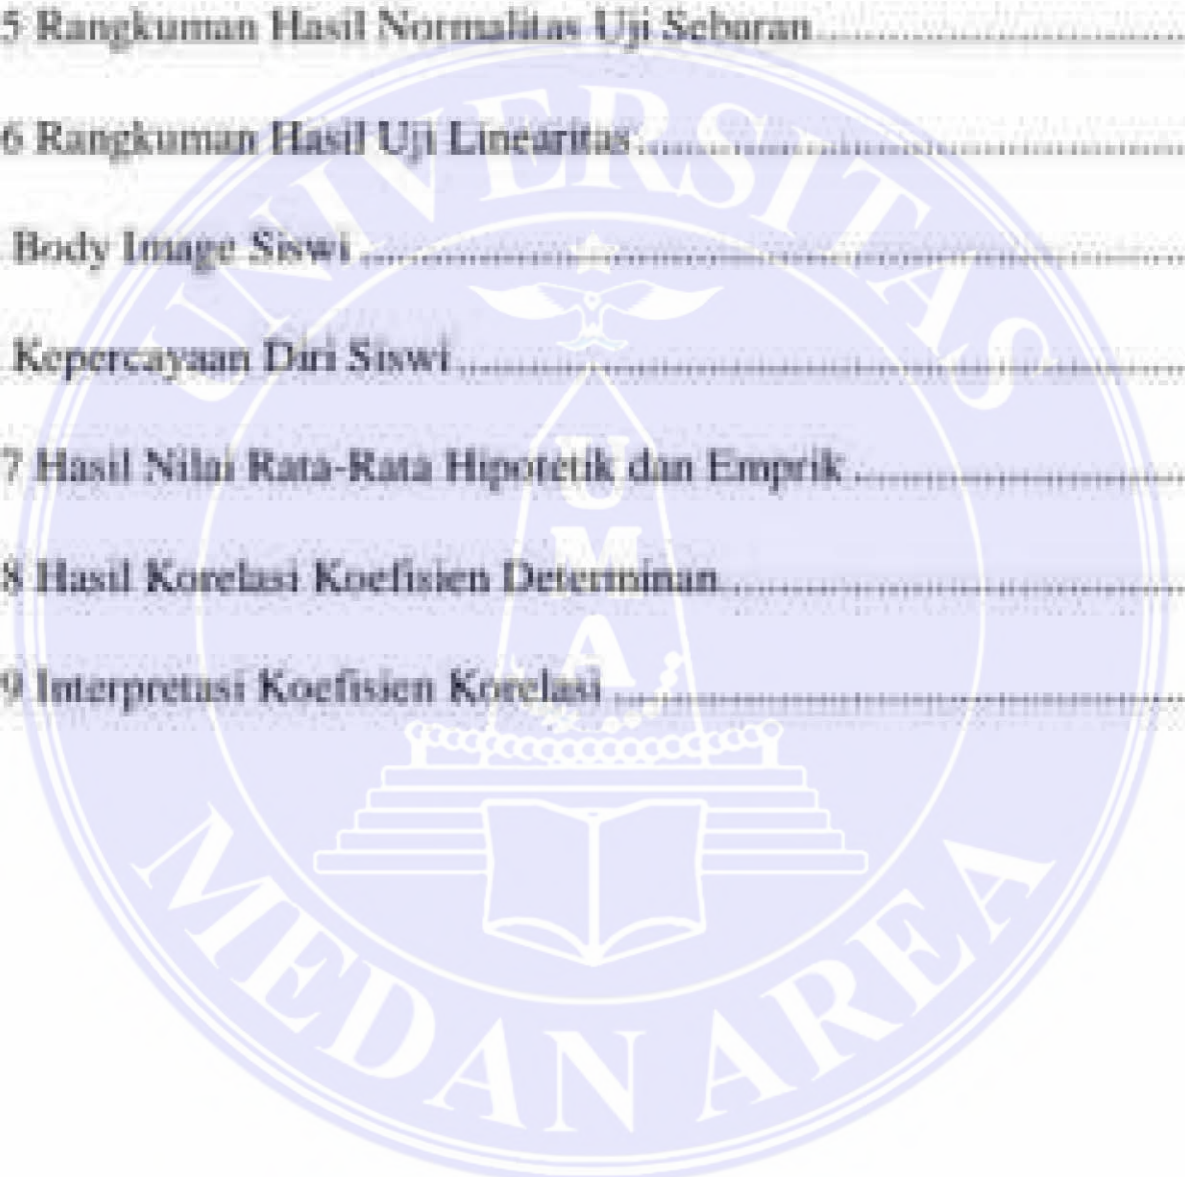 5 Rangkuman Hasil Normalitas Uji Sebaran
6 Rangkuman Hasil Uji Linearitas
Body Image Siswi
Kepercayaan Diri Siswi
7 Hasil Nilai Rata-Rata Hipotetik dan Emprik
8 Hasil Korelasi Koefisien Determinan
9 Interpretasi Koefisien Korelasi
UNIVERSITAS
UMA
MEDAN AREA